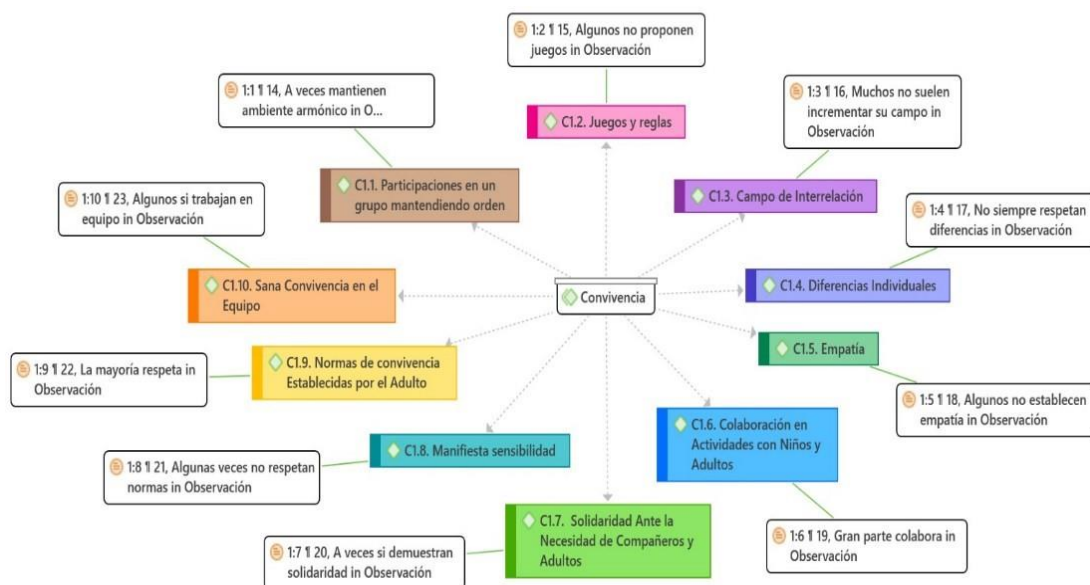 1:2 ¶ 15, Algunos no proponen
juegos in Observación
1:1 ¶ 14, A veces mantienen
ambiente armónico in O...
C1.2. Juegos y reglas
1:3 ¶ 16, Muchos no suelen
incrementar su campo in
Observación
C1.1. Participaciones en un
grupo mantendiendo orden
C1.3. Campo de Interrelación
1:10 ¶ 23, Algunos si trabajan en
equipo in Observación
1:4 ¶ 17, No siempre respetan
diferencias in Observación
C1.10. Sana Convivencia en el
Equipo
Convivencia
C1.4. Diferencias Individuales
C1.5. Empatía
1:9 ¶ 22, La mayoría respeta in
Observación
C1.9. Normas de convivencia
Establecidas por el Adulto
1:5 ¶ 18, Algunos no establecen
empatía in Observación
C1.6. Colaboración en
Actividades con Niños y
Adultos
C1.8. Manifiesta sensibilidad
1:8 ¶ 21, Algunas veces no respetan
normas in Observación
C1.7. Solidaridad Ante la
Necesidad de Compañeros y
Adultos
1:6 ¶ 19, Gran parte colabora in
Observación
1:7 ¶ 20, A veces si demuestran
solidaridad in Observación